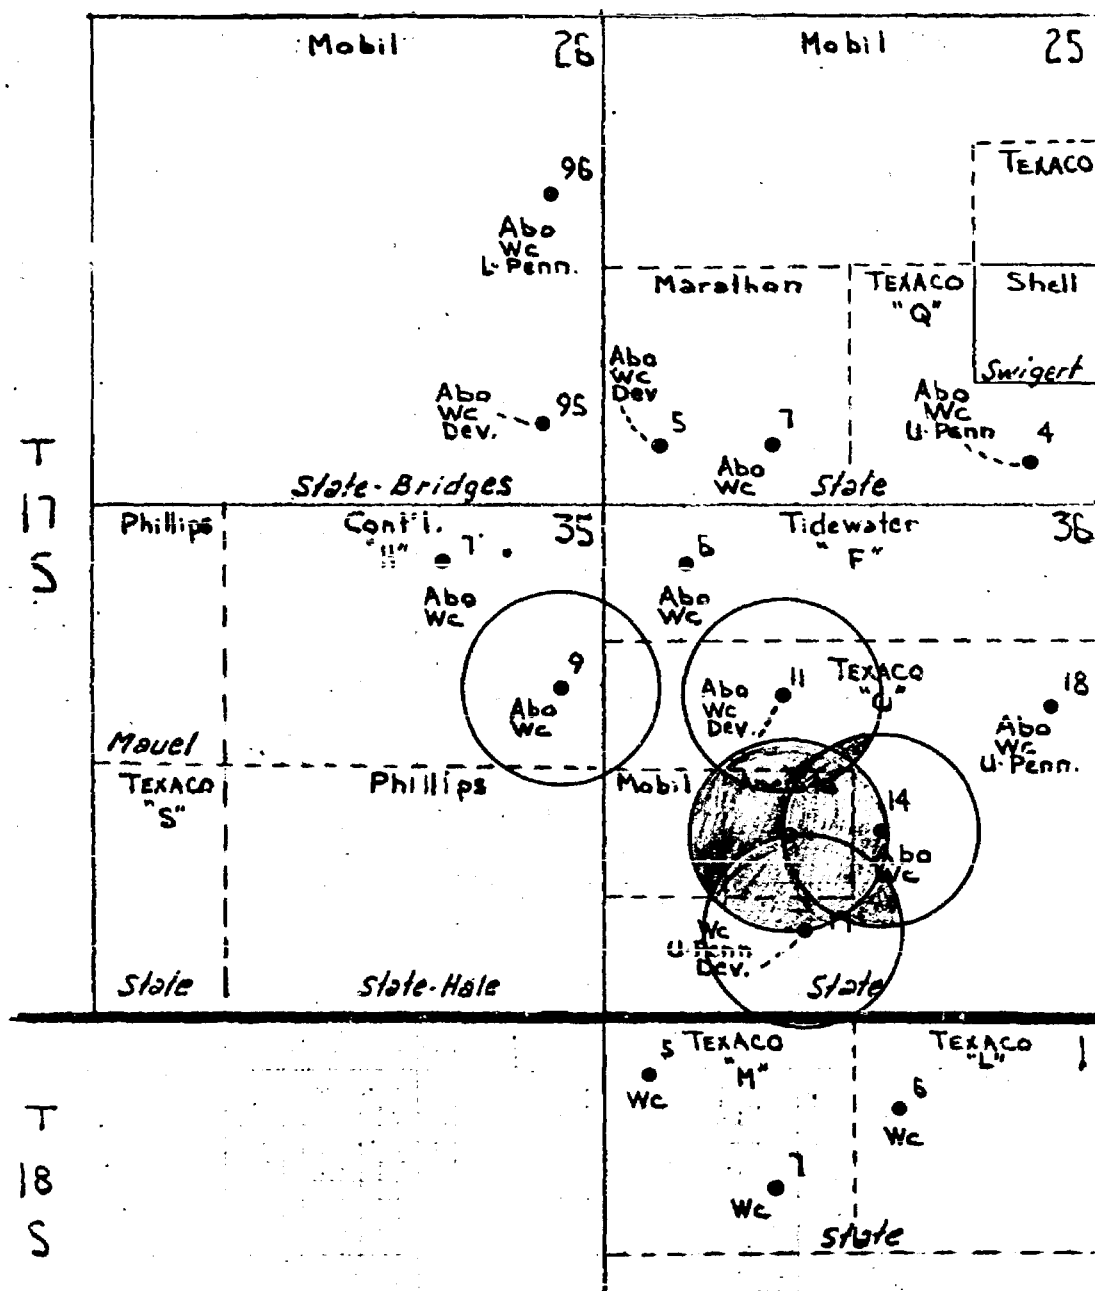 Mobil 26
Mobil 25
TEXACO
96
Abo
Wc
L-Penn.
Marathon
TEXACO
"Q"
Shell
Swigert
Abo
Wc
Dev.
95
Abo
Wc
Dev
5
7
Abo
Wc
Abo
Wc
U-Penn
4
State-Bridges
State
T
17
S
Phillips
Cont'l.
"H"
35
7
Abo
Wc
Tidewater
"F"
36
6
Abo
Wc
9
Abo
Wc
11
Abo
Wc
Dev.
TEXACO
18
Abo
Wc
U-Penn.
Mauel
TEXACO
"S"
Phillips
Mobil
14
Abo
Wc
Wc
U-Penn
Dev.
State
State-Hale
State
T
18
S
5
TEXACO
"M"
Wc
TEXACO
"L"
1
6
Wc
7
Wc
State